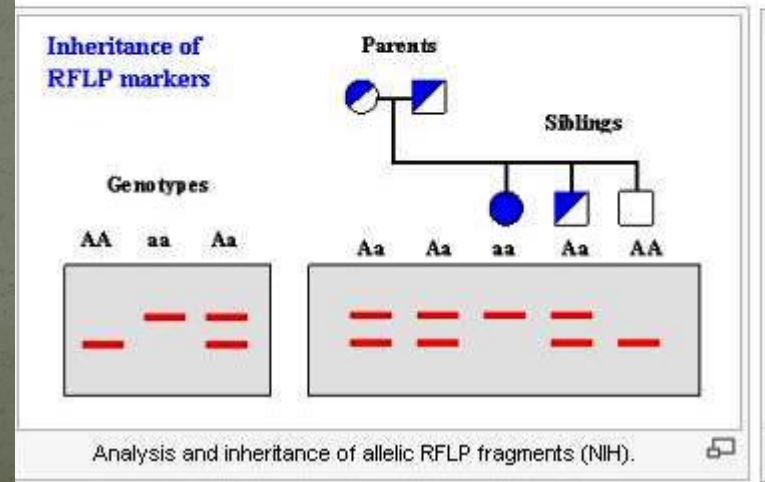 Inheritance of
RFLP markers
Parents
Siblings
Genotypes
AA aa Aa
Aa Aa aa Aa AA
Analysis and inheritance of allelic RFLP fragments (NIH).